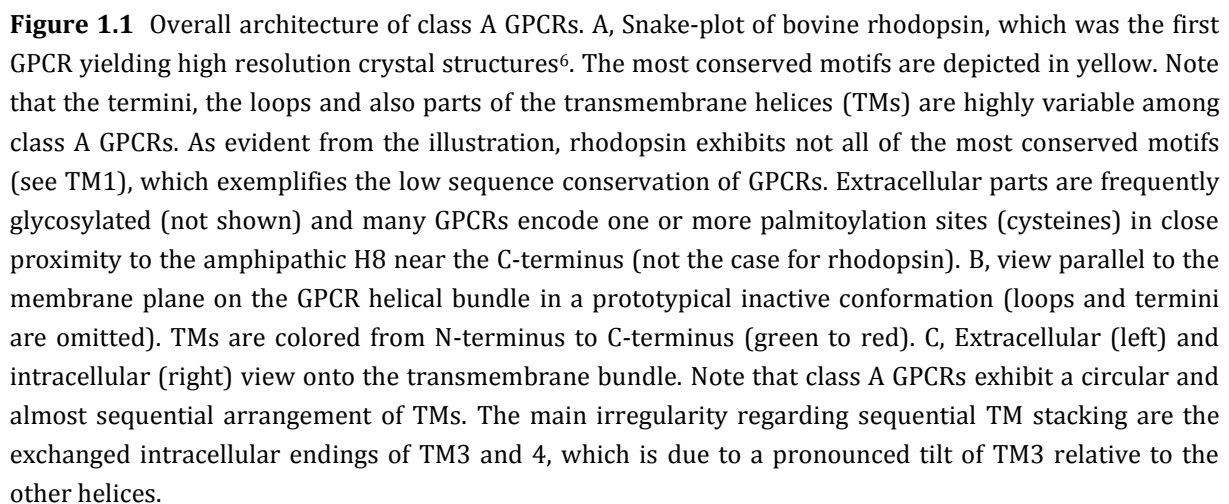 Figure 1.1 Overall architecture of class A GPCRs. A, Snake-plot of bovine rhodopsin, which was the first
GPCR yielding high resolution crystal structures⁶. The most conserved motifs are depicted in yellow. Note
that the termini, the loops and also parts of the transmembrane helices (TMs) are highly variable among
class A GPCRs. As evident from the illustration, rhodopsin exhibits not all of the most conserved motifs
(see TM1), which exemplifies the low sequence conservation of GPCRs. Extracellular parts are frequently
glycosylated (not shown) and many GPCRs encode one or more palmitoylation sites (cysteines) in close
proximity to the amphipathic H8 near the C-terminus (not the case for rhodopsin). B, view parallel to the
membrane plane on the GPCR helical bundle in a prototypical inactive conformation (loops and termini
are omitted). TMs are colored from N-terminus to C-terminus (green to red). C, Extracellular (left) and
intracellular (right) view onto the transmembrane bundle. Note that class A GPCRs exhibit a circular and
almost sequential arrangement of TMs. The main irregularity regarding sequential TM stacking are the
exchanged intracellular endings of TM3 and 4, which is due to a pronounced tilt of TM3 relative to the
other helices.